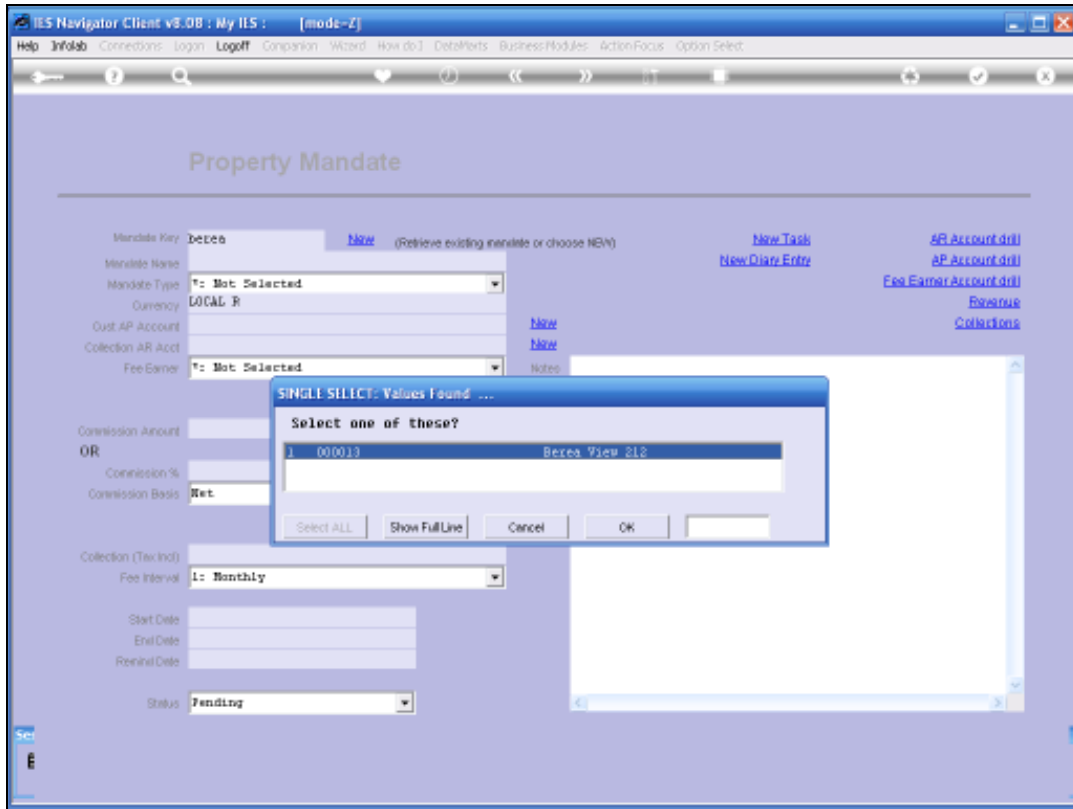 IES Navigator Client v8.08 : My IES : [mode=Z]
Help Infolab Connections Logon Logoff Companion Wizard How do I DataAlerts Business Modules Action Focus Option Select
Property Mandate
Mandate Key berea New (Retrieve existing mandate or choose NEW) New Task AR Account drill
Mandate Name New Diary Entry AP Account drill
Mandate Type *: Not Selected Fee Earner Account drill
Currency LOCAL R Revenue
Cust AP Account New Collections
Collection AR Acct New
Fee Earner *: Not Selected Notes
SINGLE SELECT: Values Found ...
Select one of these?
Commission Amount
OR
1 000013 Berea View 212
Commission %
Commission Basis Net
Select ALL Show Full Line Cancel OK
Collection (Tax Incl)
Fee Interval 1: Monthly
Start Date
End Date
Remind Date
Status Pending